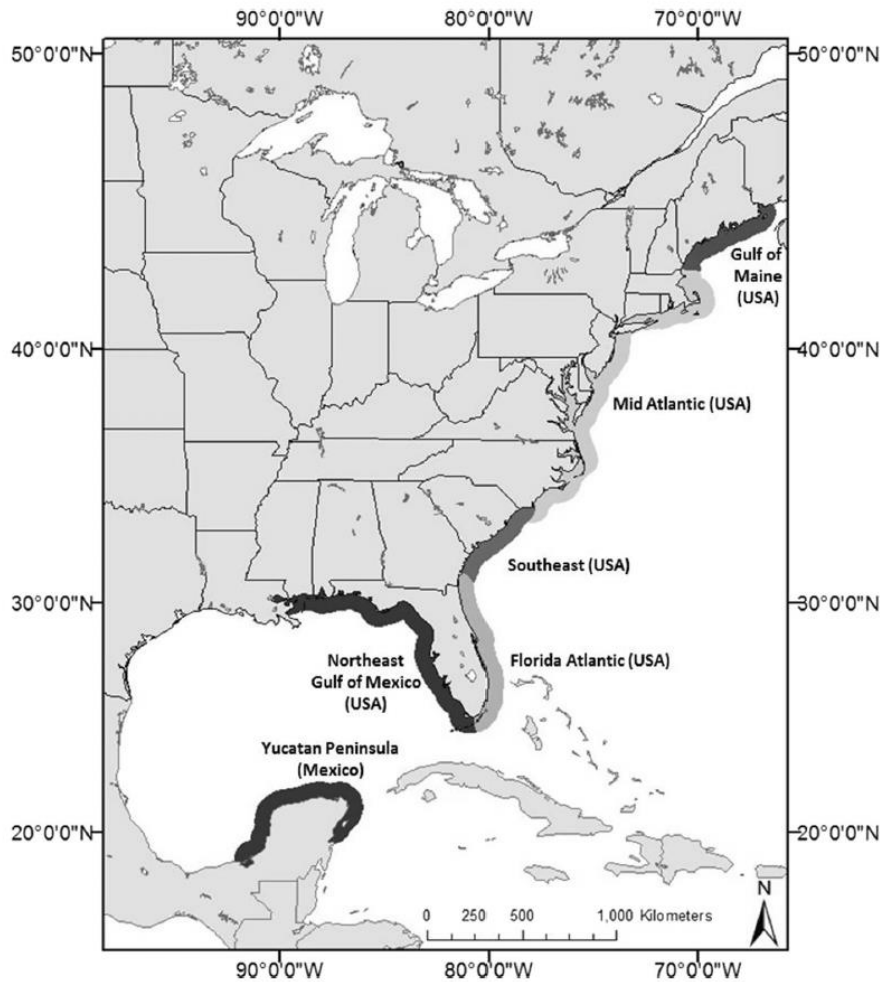 90°0'0"W 80°0'0"W 70°0'0"W
50°0'0"N 50°0'0"N
Gulf of
Maine
(USA)
40°0'0"N 40°0'0"N
Mid Atlantic (USA)
Southeast (USA)
30°0'0"N 30°0'0"N
Northeast
Gulf of Mexico
(USA)
Florida Atlantic (USA)
Yucatan Peninsula
(Mexico)
20°0'0"N 20°0'0"N
N
0 250 500 1,000 Kilometers
90°0'0"W 80°0'0"W 70°0'0"W